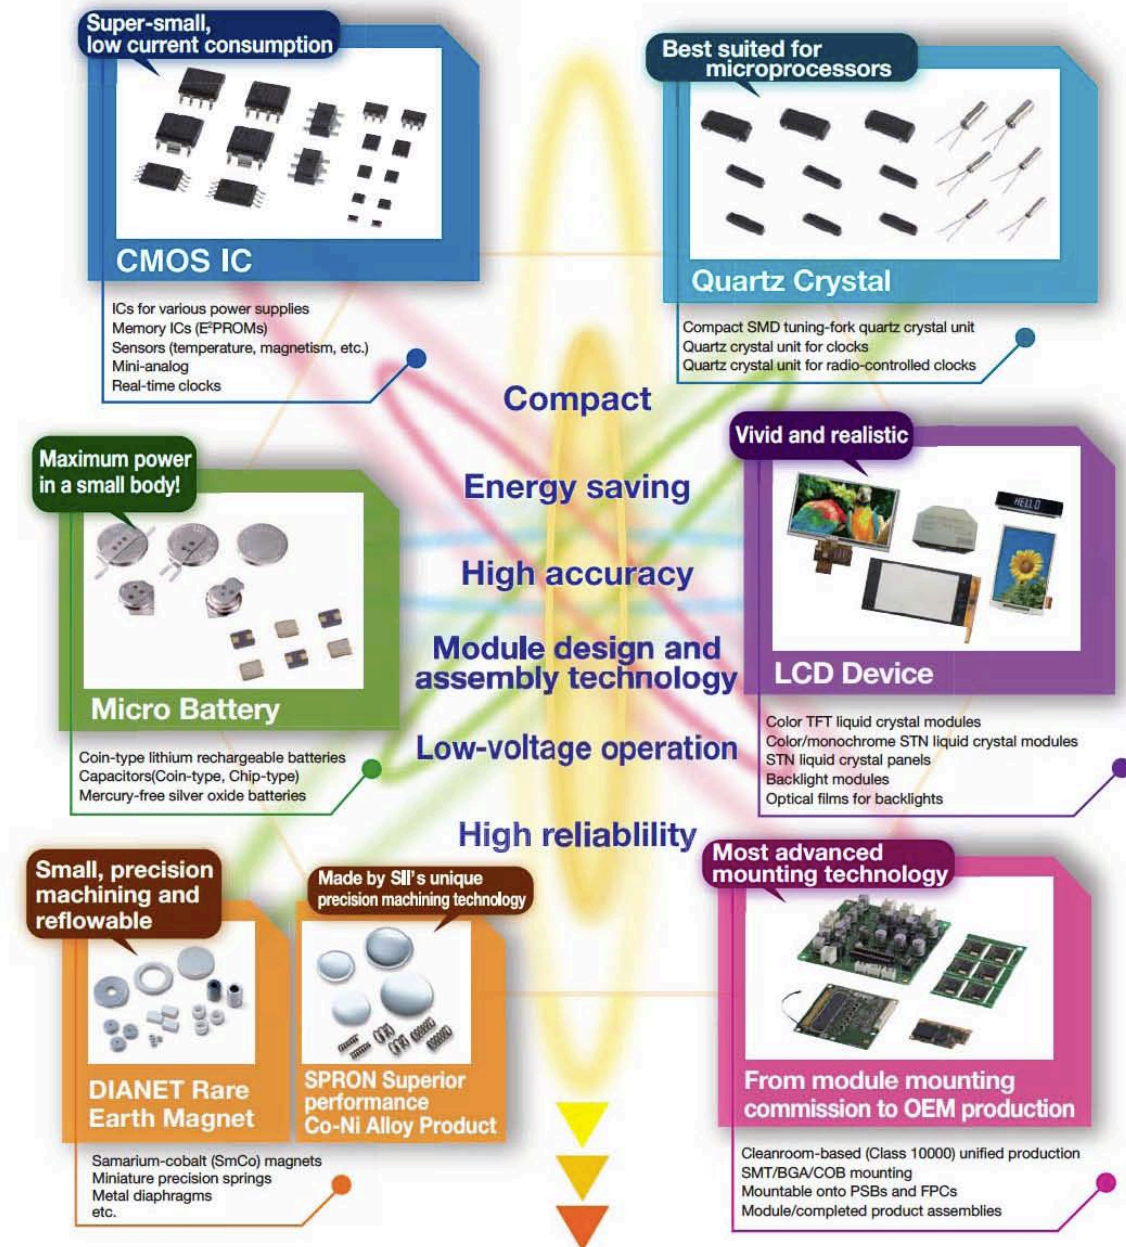 Super-small,
low current consumption
CMOS IC
ICs for various power supplies
Memory ICs (E²PROMs)
Sensors (temperature, magnetism, etc.)
Mini-analog
Real-time clocks
Best suited for
microprocessors
Quartz Crystal
Compact SMD tuning-fork quartz crystal unit
Quartz crystal unit for clocks
Quartz crystal unit for radio-controlled clocks
Compact
Energy saving
High accuracy
Module design and
assembly technology
Low-voltage operation
High reliablility
Maximum power
in a small body!
Micro Battery
Coin-type lithium rechargeable batteries
Capacitors(Coin-type, Chip-type)
Mercury-free silver oxide batteries
Vivid and realistic
HELLO
LCD Device
Color TFT liquid crystal modules
Color/monochrome STN liquid crystal modules
STN liquid crystal panels
Backlight modules
Optical films for backlights
Small, precision
machining and
reflowable
DIANET Rare
Earth Magnet
Made by SII's unique
precision machining technology
SPRON Superior
performance
Co-Ni Alloy Product
Samarium-cobalt (SmCo) magnets
Miniature precision springs
Metal diaphragms
etc.
Most advanced
mounting technology
From module mounting
commission to OEM production
Cleanroom-based (Class 10000) unified production
SMT/BGA/COB mounting
Mountable onto PSBs and FPCs
Module/completed product assemblies